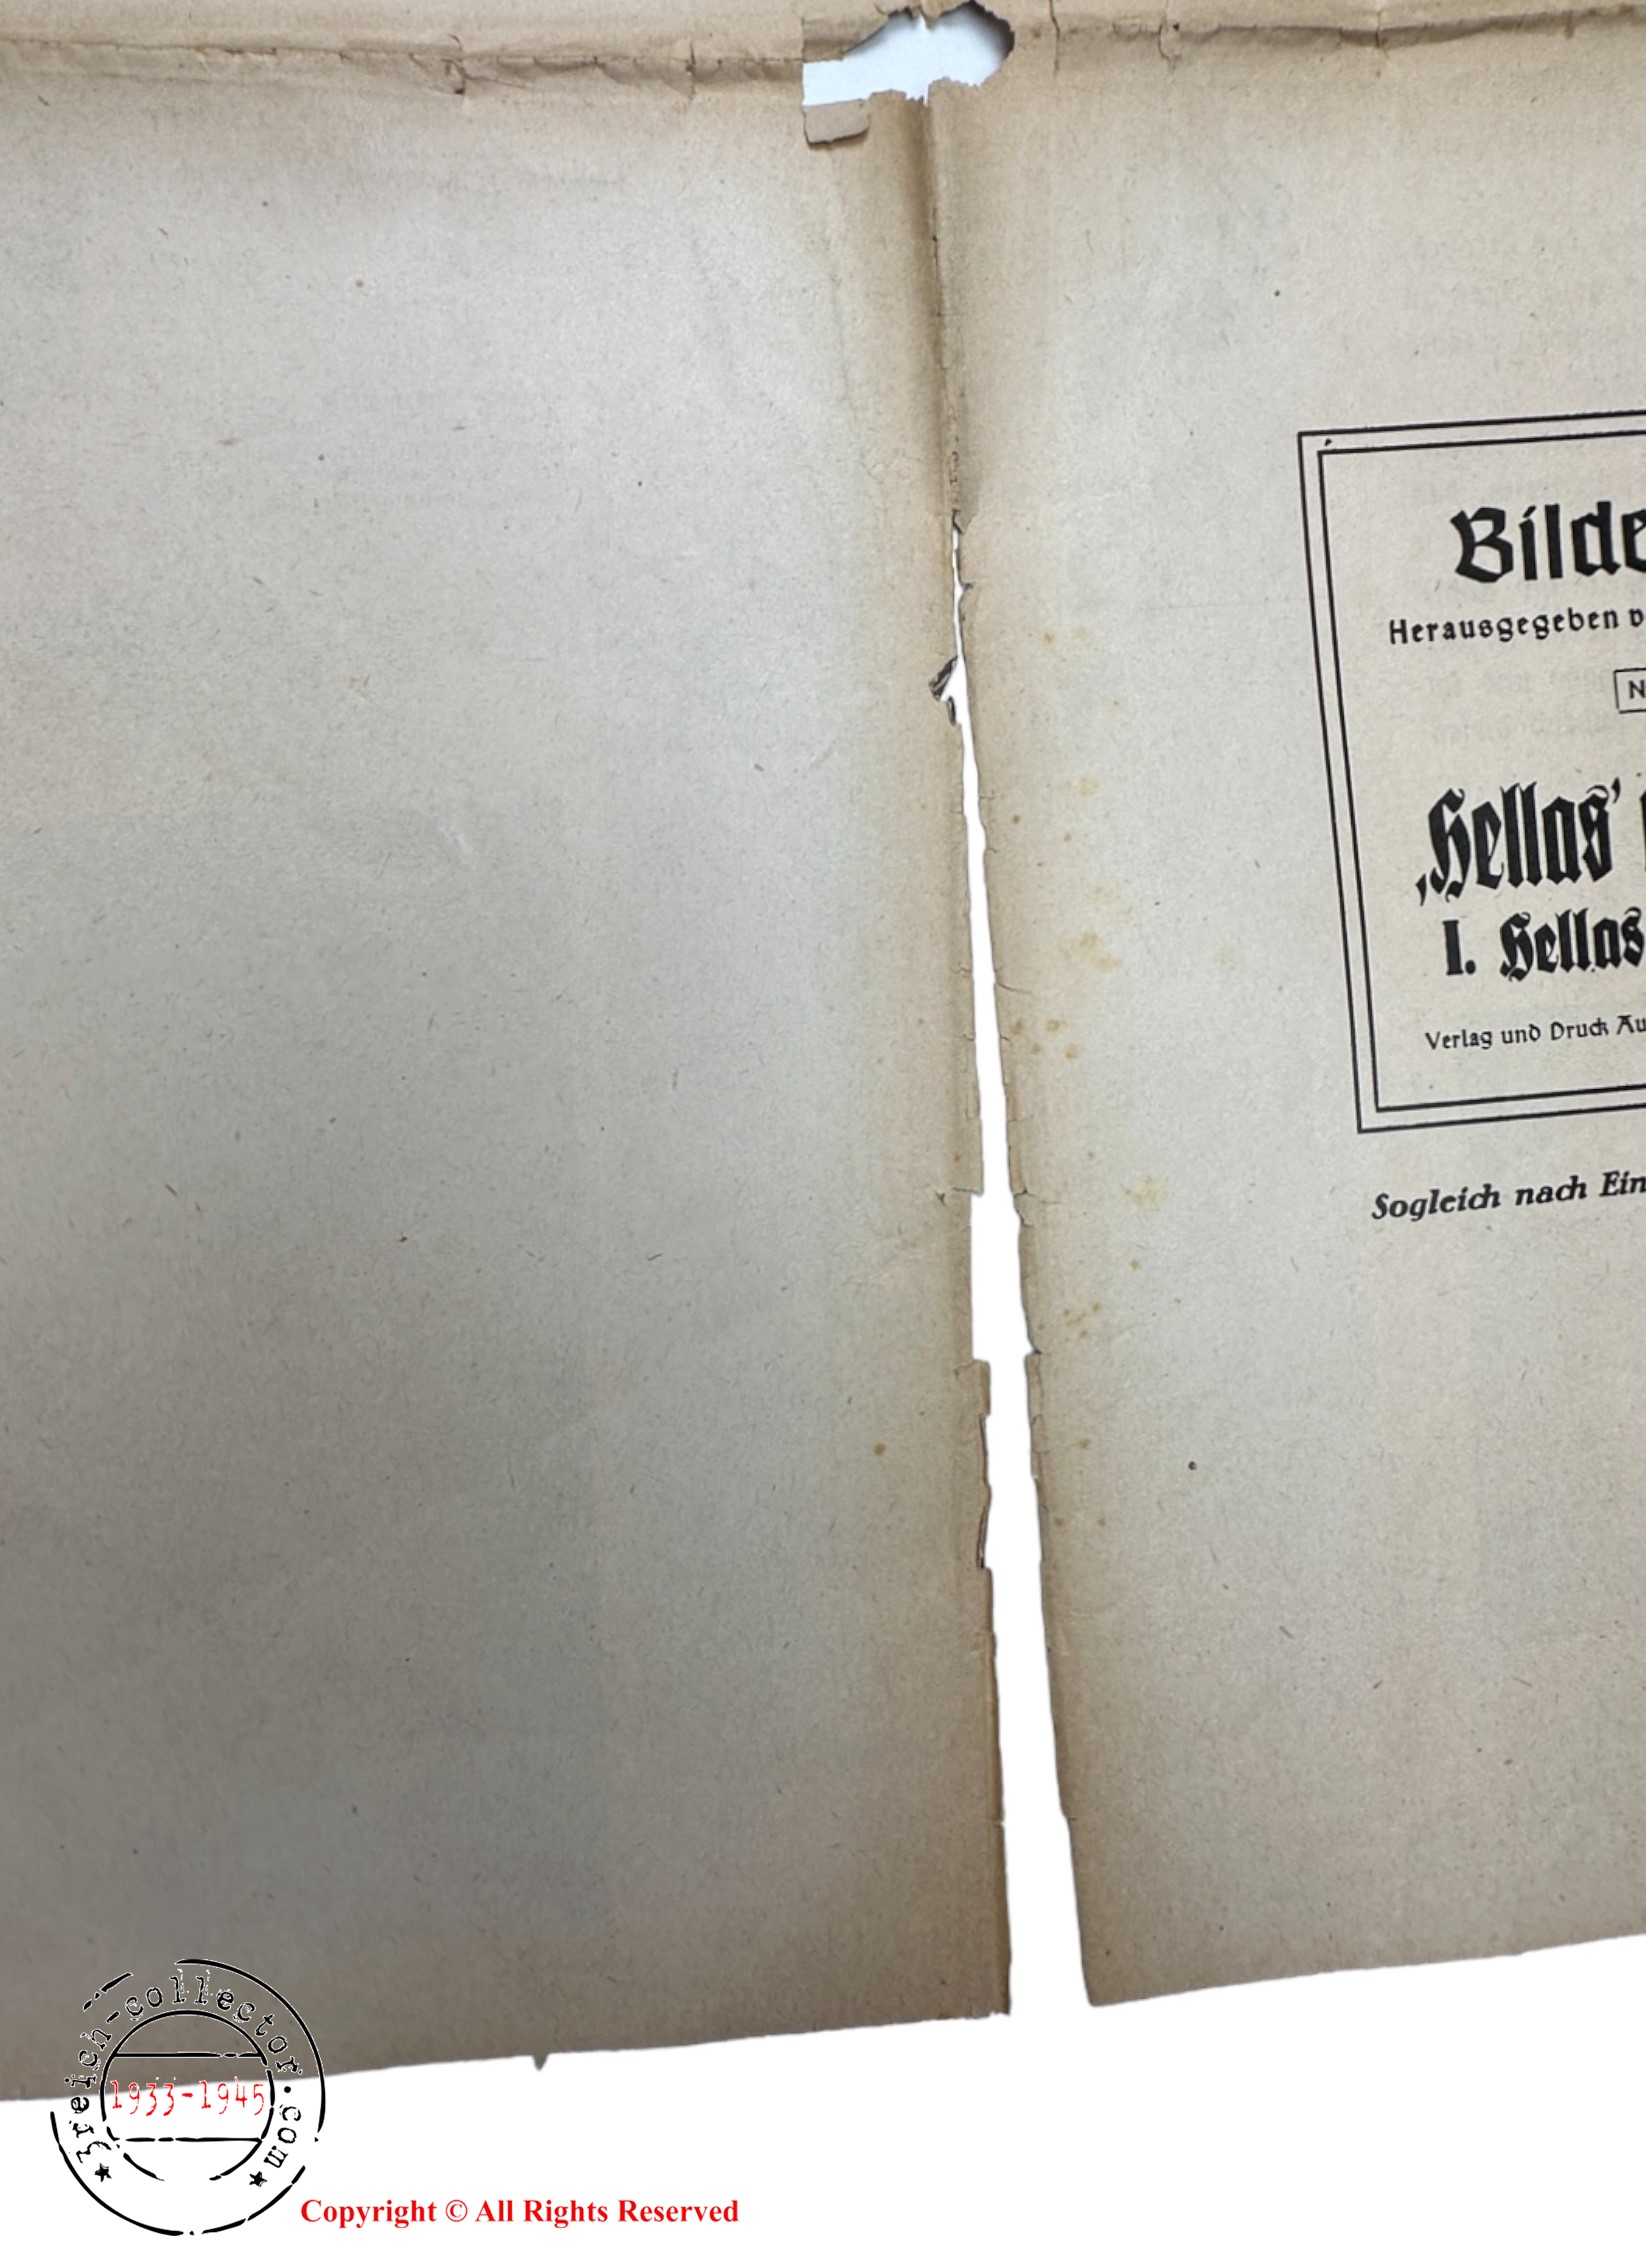 Bilde
Herausgegeben v
N
‚Hellas’
I. Hellas
Verlag und Druck Au
Sogleich nach Ein
3reich-collector.com
1933-1945
Copyright © All Rights Reserved